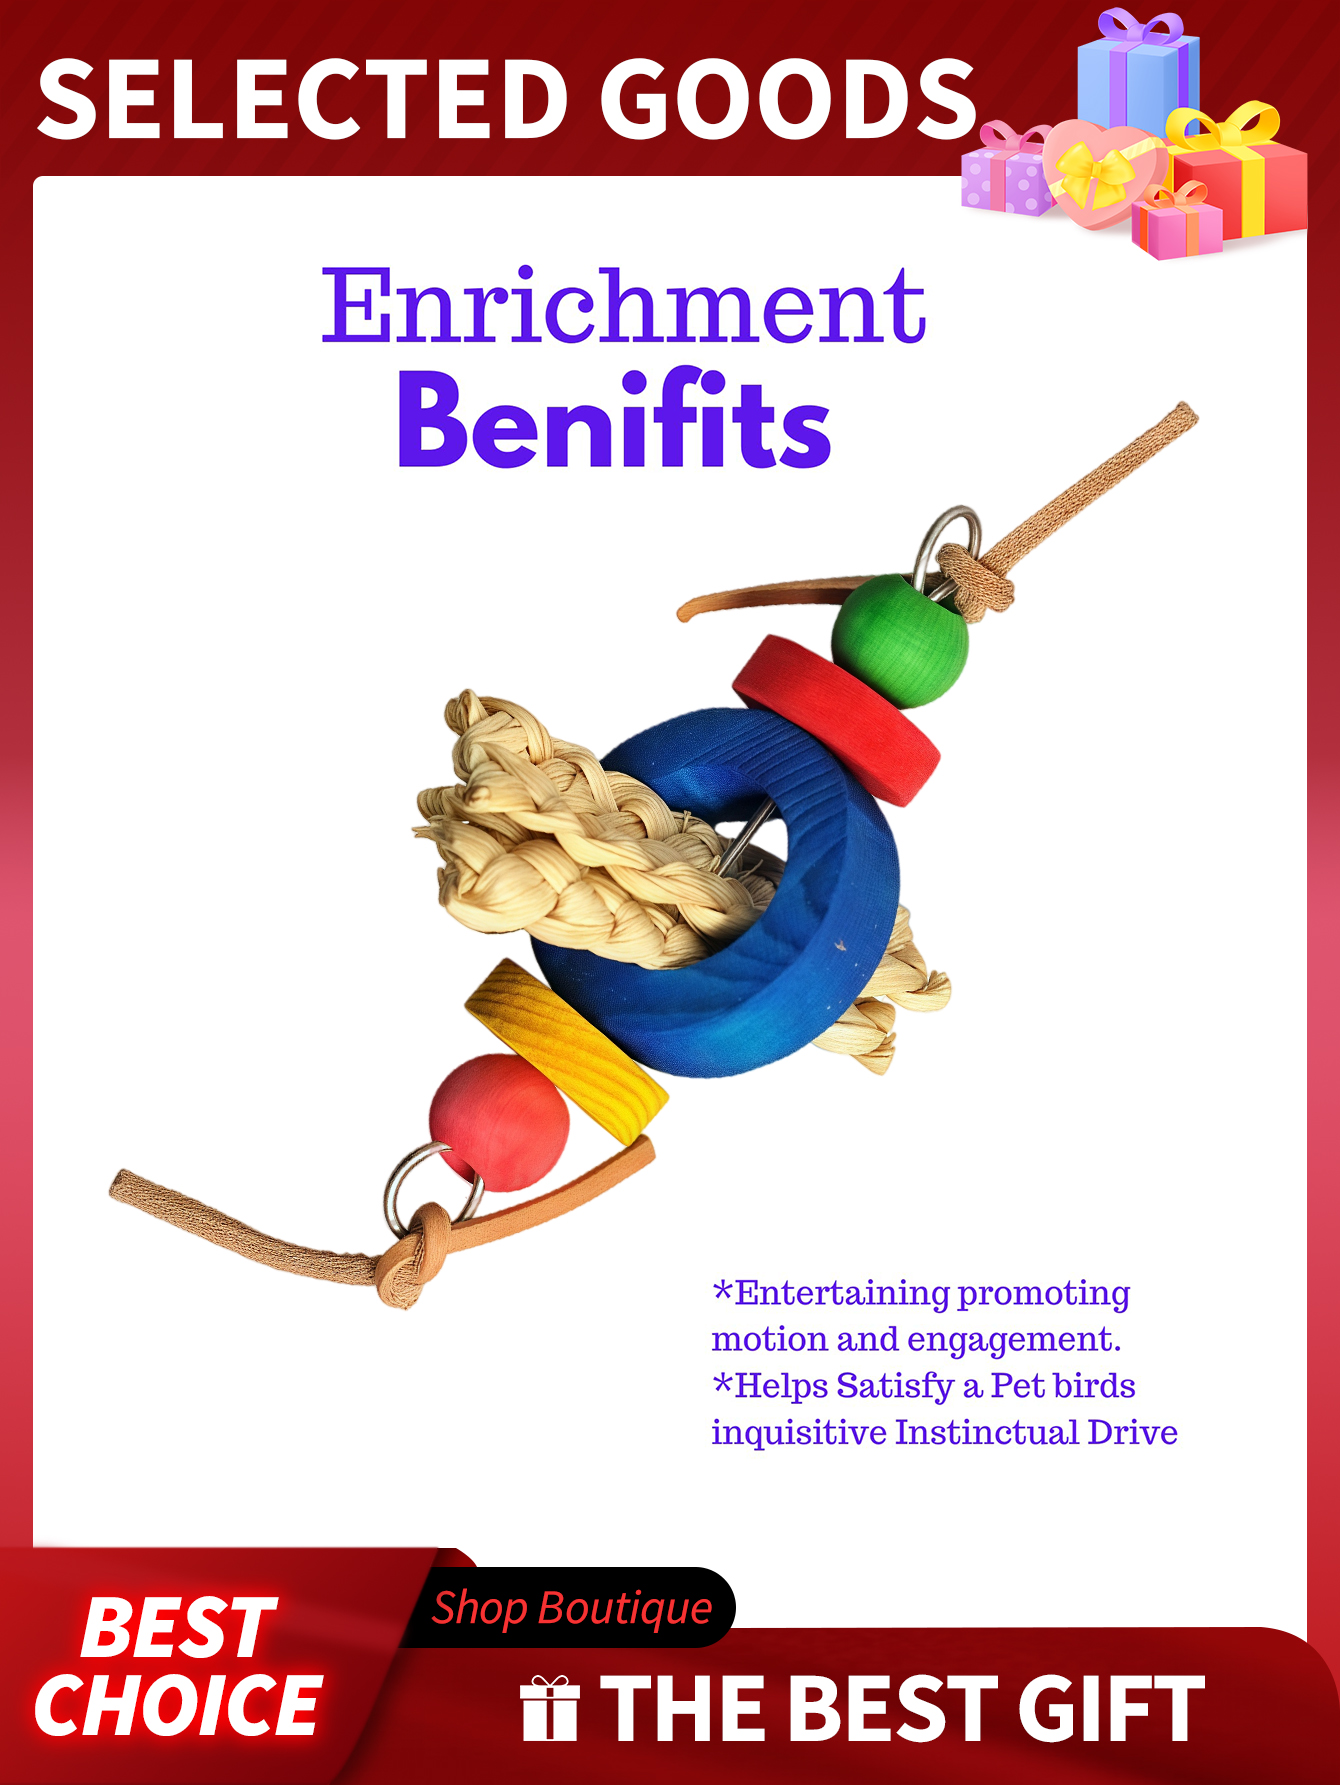 SELECTED GOODS
Enrichment
Benifits
*Entertaining promoting
motion and engagement.
*Helps Satisfy a Pet birds
inquisitive Instinctual Drive
BEST
CHOICE
Shop Boutique
THE BEST GIFT